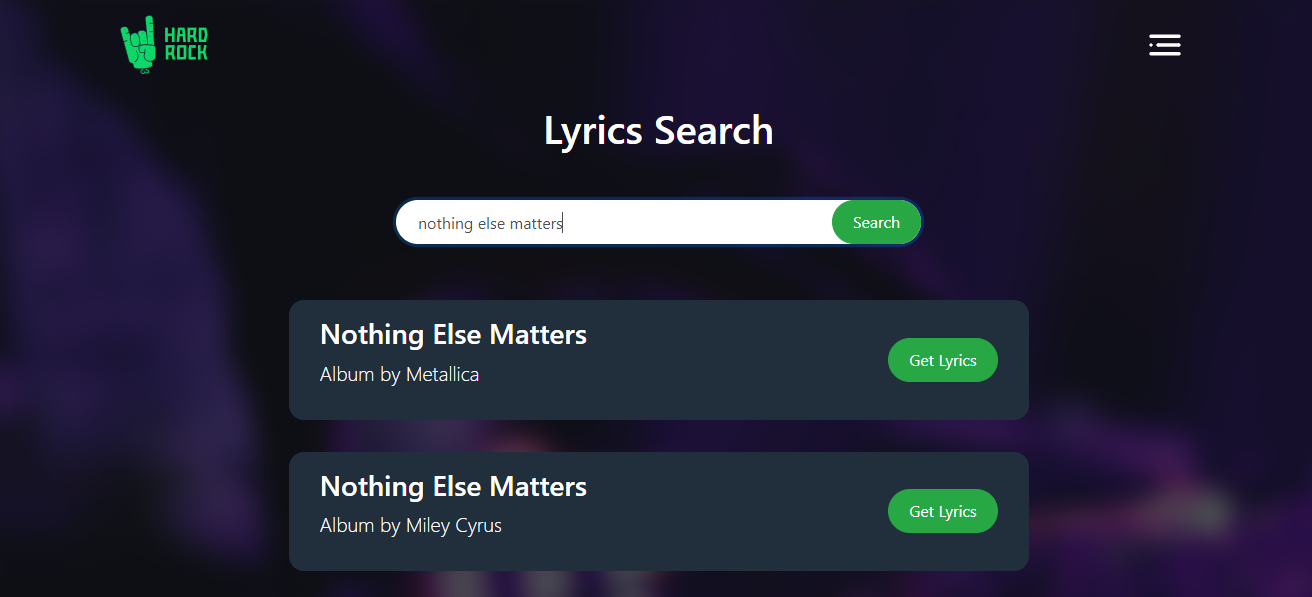 HARD
ROCK
Lyrics Search
nothing else matters
Search
Nothing Else Matters
Album by Metallica
Get Lyrics
Nothing Else Matters
Album by Miley Cyrus
Get Lyrics